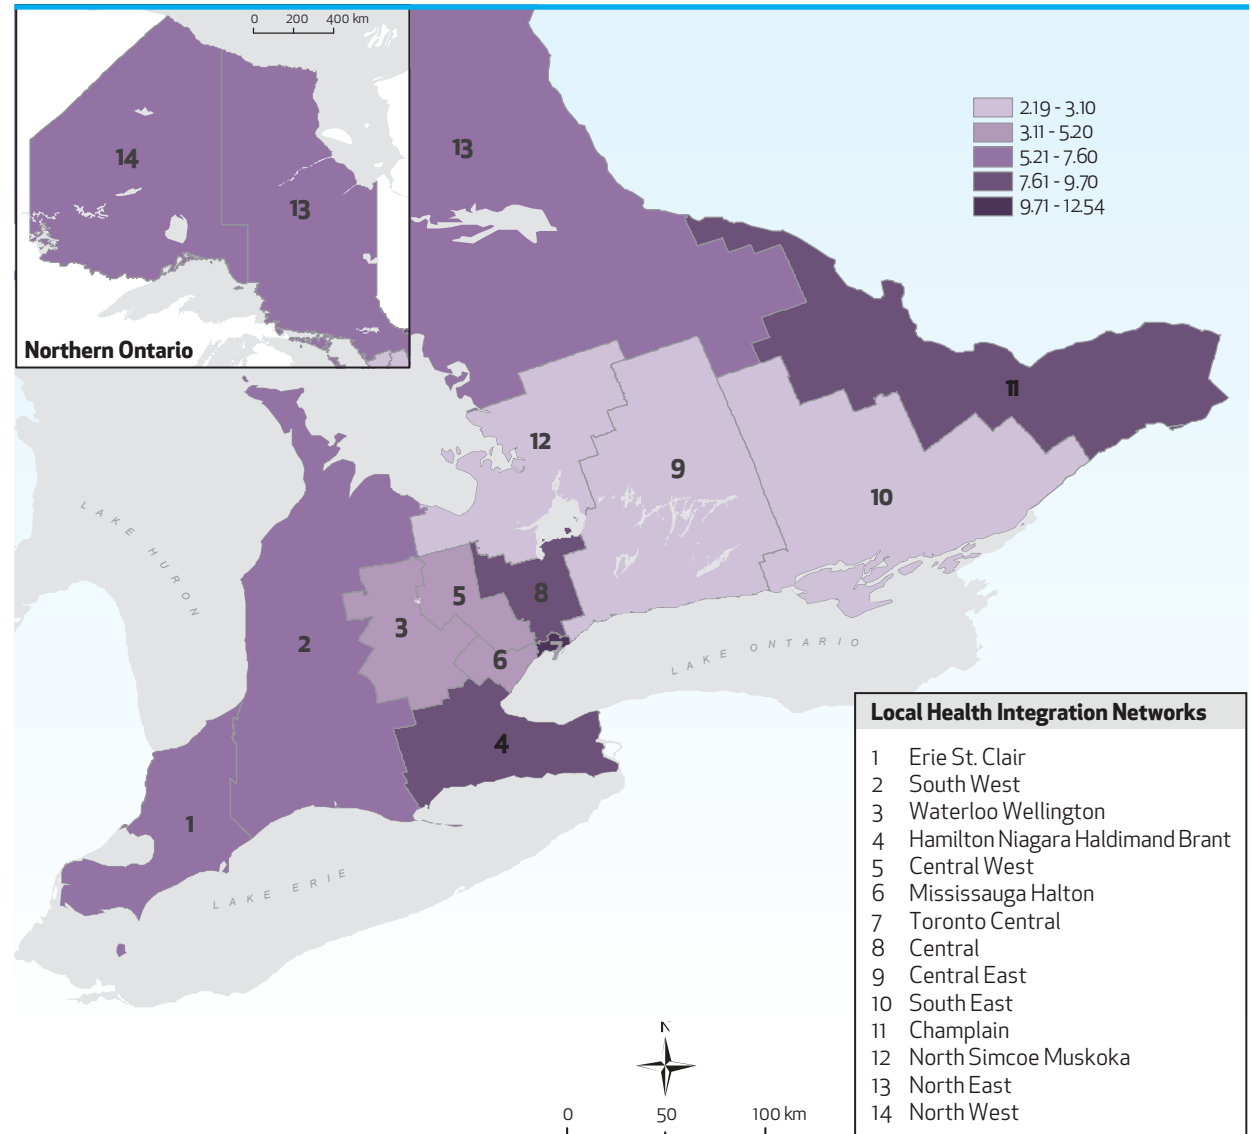 0 200 400 km
14
13
Northern Ontario
13
2.19 - 3.10
3.11 - 5.20
5.21 - 7.60
7.61 - 9.70
9.71 - 12.54
11
12
9
10
LAKE HURON
5
8
3
2
7
6
LAKE ONTARIO
4
1
LAKE ERIE
Local Health Integration Networks
1 Erie St. Clair
2 South West
3 Waterloo Wellington
4 Hamilton Niagara Haldimand Brant
5 Central West
6 Mississauga Halton
7 Toronto Central
8 Central
9 Central East
10 South East
11 Champlain
12 North Simcoe Muskoka
13 North East
14 North West
N
0 50 100 km